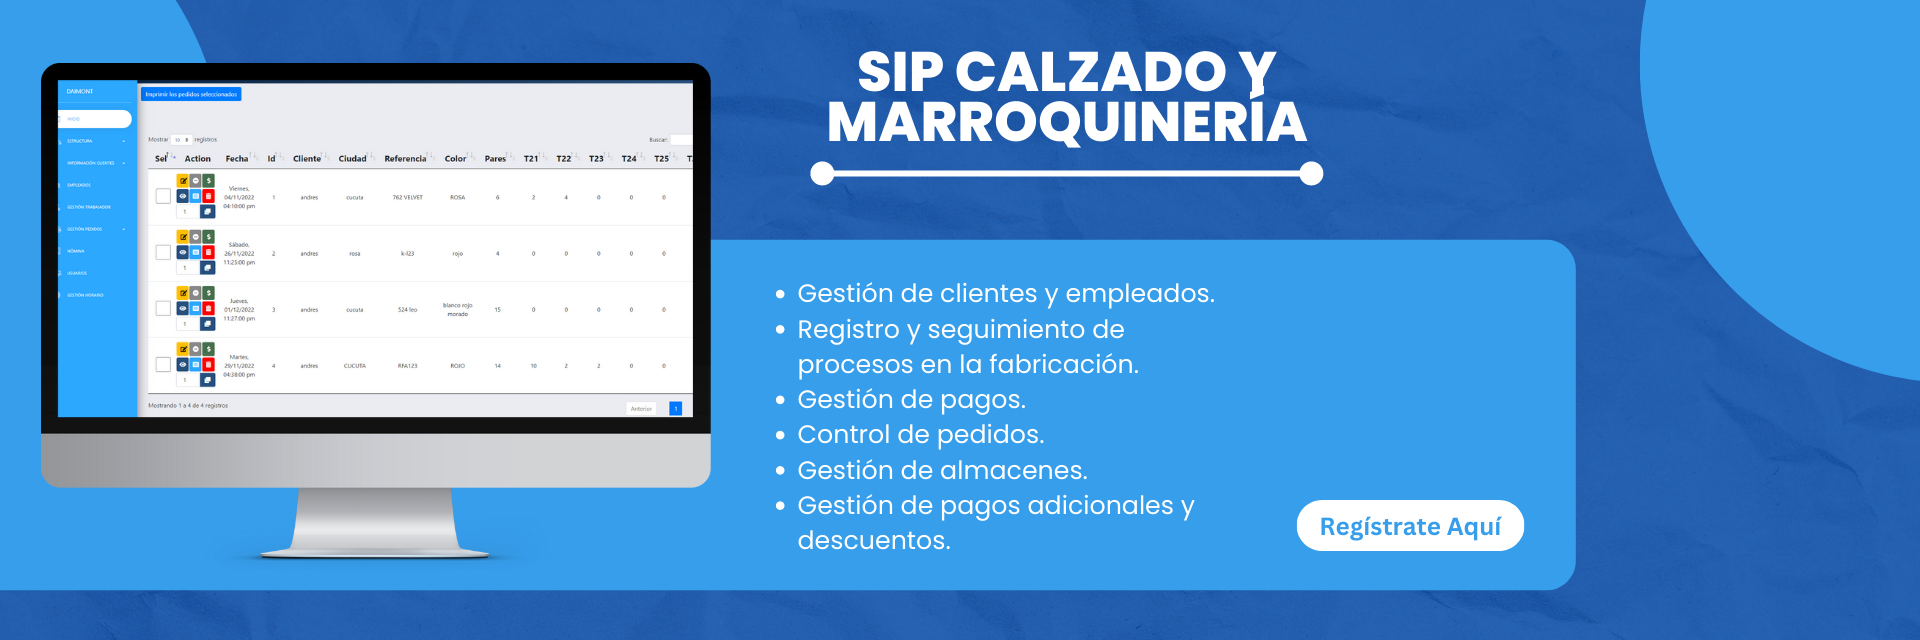 SIP CALZADO Y
MARROQUINERÍA
DAIMONT
Imprimir los pedidos seleccionados
INICIO
ESTRUCTURA
INFORMACIÓN CLIENTES
EMPLEADOS
GESTIÓN TRABAJADOR
GESTIÓN PEDIDOS
NÓMINA
USUARIOS
GESTIÓN HORARIO
Mostrar 10 registros
Buscar:
Sel Action Fecha Id Cliente Ciudad Referencia Color Pares T21 T22 T23 T24 T25
Viernes,
04/11/2022
04:10:00 pm
1 1 andres cucuta 762 VELVET ROSA 6 2 4 0 0 0
Sábado,
26/11/2022
11:25:00 pm
1 2 andres rosa k-l23 rojo 4 0 0 0 0 0
Jueves,
01/12/2022
11:27:00 pm
1 3 andres cucuta 524 leo blanco rojo morado 15 0 0 0 0 0
Martes,
29/11/2022
04:38:00 pm
1 4 andres CUCUTA RFA123 ROJO 14 10 2 2 0 0
Mostrando 1 a 4 de 4 registros
Anterior 1
• Gestión de clientes y empleados.
• Registro y seguimiento de
procesos en la fabricación.
• Gestión de pagos.
• Control de pedidos.
• Gestión de almacenes.
• Gestión de pagos adicionales y
descuentos.
Regístrate Aquí